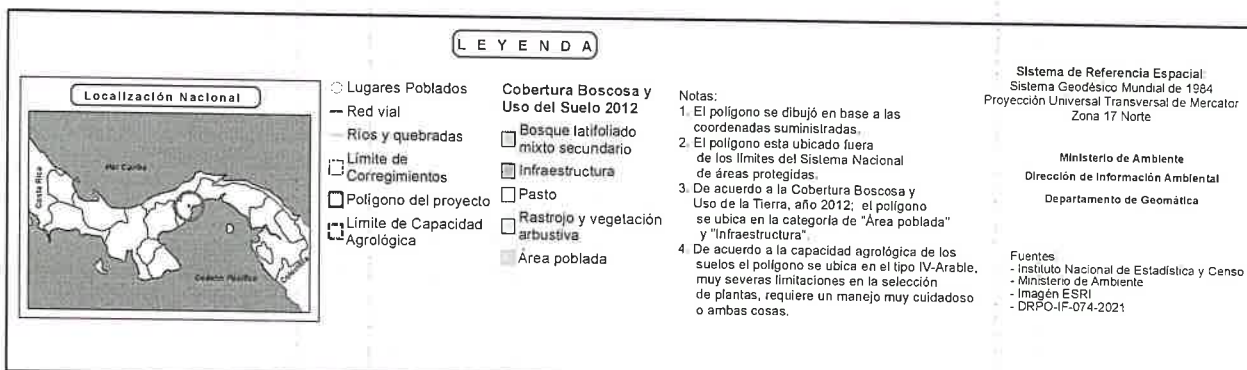 LEYENDA
Localización Nacional
Mar Caribe
Costa Rica
Océano Pacífico
Colombia
Lugares Poblados
Red vial
Ríos y quebradas
Límite de
Corregimientos
Polígono del proyecto
Límite de Capacidad
Agrológica
Cobertura Boscosa y
Uso del Suelo 2012
Bosque latifoliado
mixto secundario
Infraestructura
Pasto
Rastrojo y vegetación
arbustiva
Área poblada
Notas:
1. El polígono se dibujó en base a las
coordenadas suministradas.
2. El polígono esta ubicado fuera
de los límites del Sistema Nacional
de áreas protegidas.
3. De acuerdo a la Cobertura Boscosa y
Uso de la Tierra, año 2012; el polígono
se ubica en la categoría de "Área poblada"
y "Infraestructura".
4. De acuerdo a la capacidad agrológica de los
suelos el polígono se ubica en el tipo IV-Arable,
muy severas limitaciones en la selección
de plantas, requiere un manejo muy cuidadoso
o ambas cosas.
Sistema de Referencia Espacial:
Sistema Geodésico Mundial de 1984
Proyección Universal Transversal de Mercator
Zona 17 Norte
Ministerio de Ambiente
Dirección de Información Ambiental
Departamento de Geomática
Fuentes
- Instituto Nacional de Estadística y Censo
- Ministerio de Ambiente
- Imagén ESRI
- DRPO-IF-074-2021